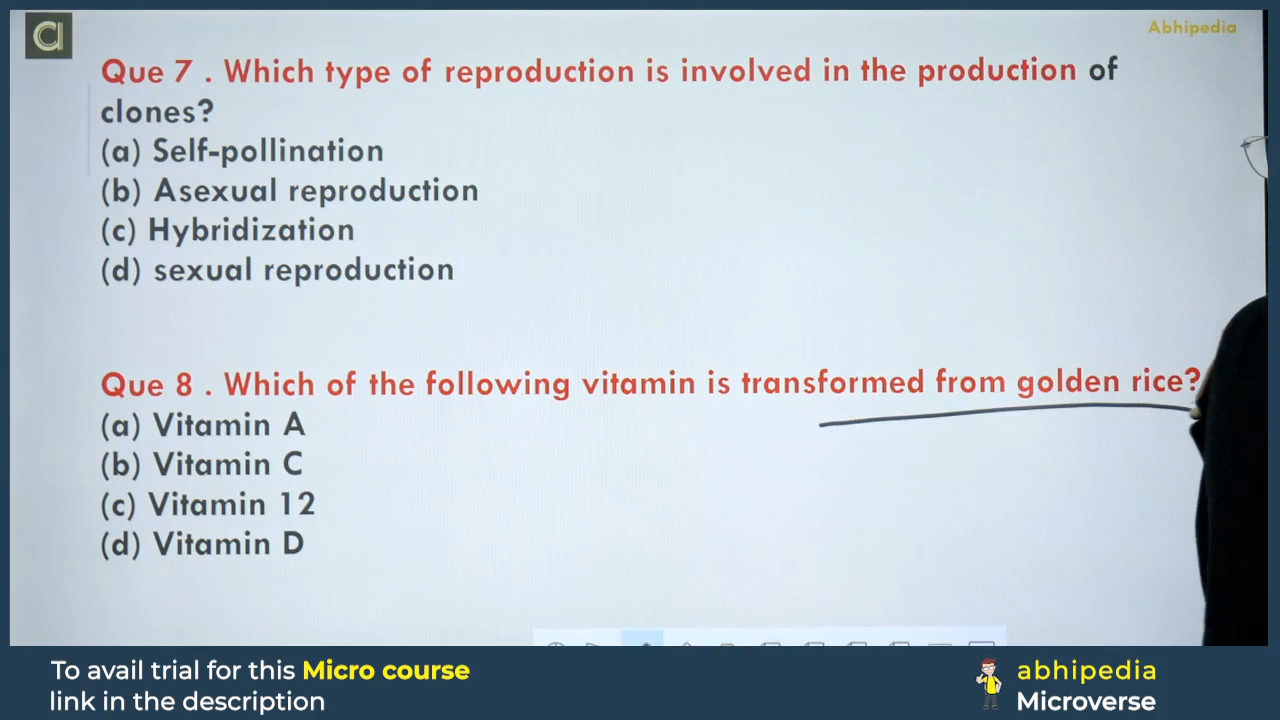 Abhipedia
Que 7 . Which type of reproduction is involved in the production of
clones?
(a) Self-pollination
(b) Asexual reproduction
(c) Hybridization
(d) sexual reproduction
Que 8 . Which of the following vitamin is transformed from golden rice?
(a) Vitamin A
(b) Vitamin C
(c) Vitamin 12
(d) Vitamin D
To avail trial for this Micro course
link in the description
abhipedia
Microverse